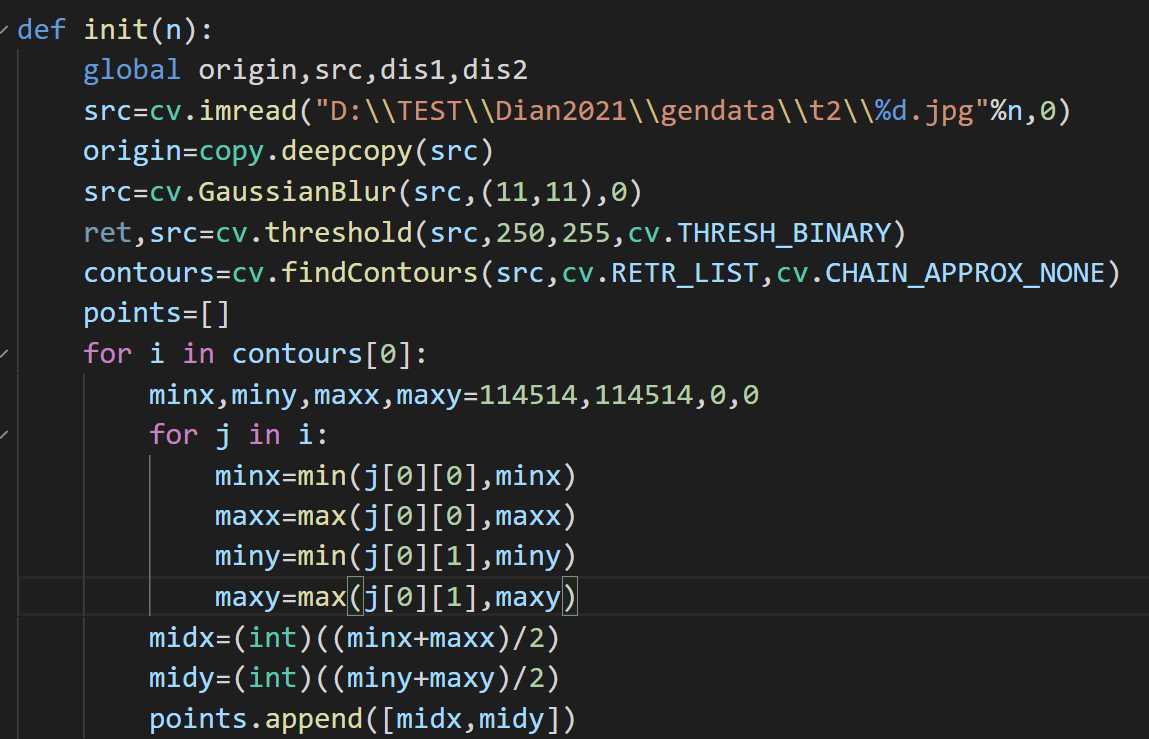 def init(n):
    global origin,src,dis1,dis2
    src=cv.imread("D:\\TEST\\Dian2021\\gendata\\t2\\%d.jpg"%n,0)
    origin=copy.deepcopy(src)
    src=cv.GaussianBlur(src,(11,11),0)
    ret,src=cv.threshold(src,250,255,cv.THRESH_BINARY)
    contours=cv.findContours(src,cv.RETR_LIST,cv.CHAIN_APPROX_NONE)
    points=[]
    for i in contours[0]:
        minx,miny,maxx,maxy=114514,114514,0,0
        for j in i:
            minx=min(j[0][0],minx)
            maxx=max(j[0][0],maxx)
            miny=min(j[0][1],miny)
            maxy=max(j[0][1],maxy)
        midx=(int)((minx+maxx)/2)
        midy=(int)((miny+maxy)/2)
        points.append([midx,midy])